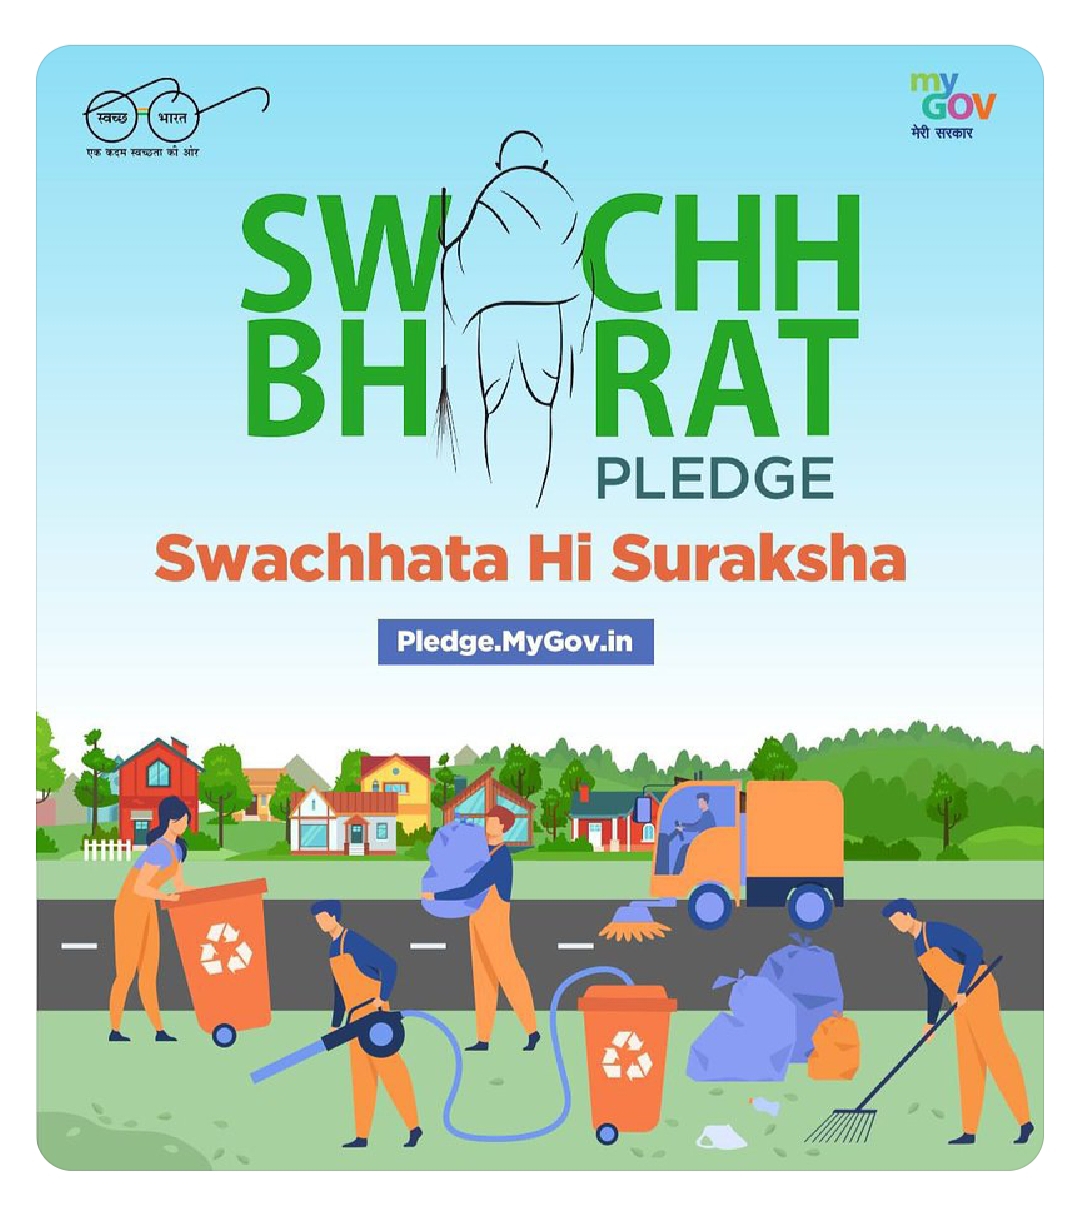 स्वच्छ भारत
एक कदम स्वच्छता की ओर
my
GOV
मेरी सरकार
SWACHH
BHARAT
PLEDGE
Swachhata Hi Suraksha
Pledge.MyGov.in